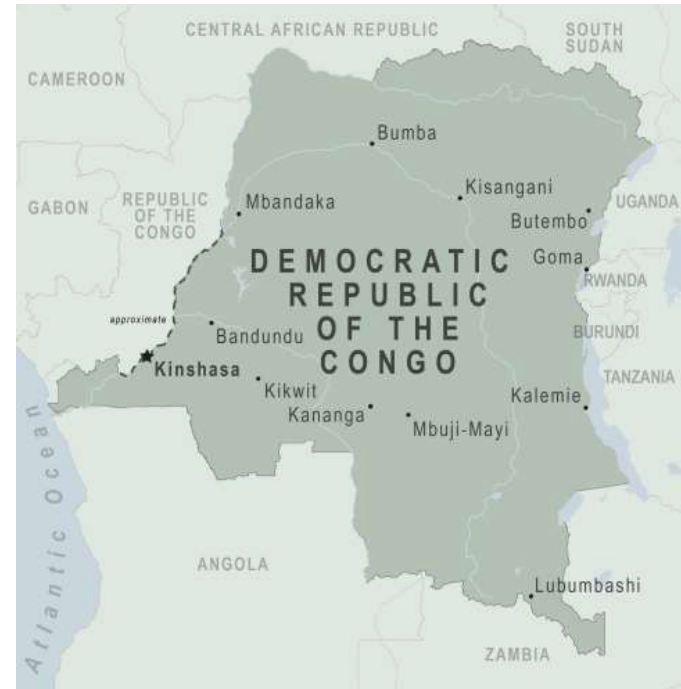 CENTRAL AFRICAN REPUBLIC
SOUTH
SUDAN
CAMEROON
Bumba
Kisangani
GABON
REPUBLIC
OF THE
CONGO
Mbandaka
UGANDA
Butembo
Goma
DEMOCRATIC
REPUBLIC
OF THE
CONGO
RWANDA
approximate
Bandundu
BURUNDI
Kinshasa
TANZANIA
Kikwit
Kalemie
Kananga
Mbuji-Mayi
Atlantic Ocean
ANGOLA
Lubumbashi
ZAMBIA